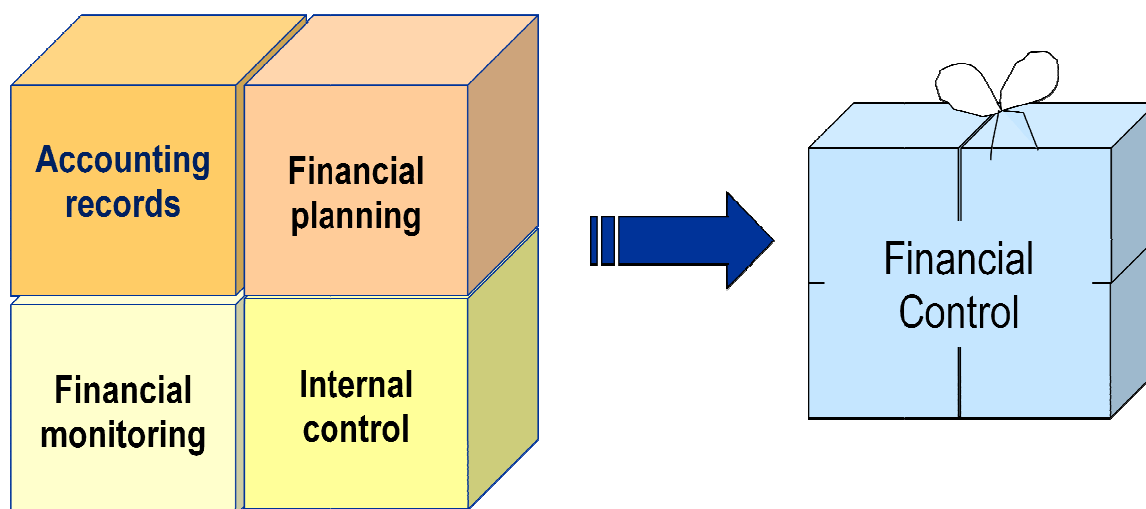 Accounting
records
Financial
planning
Financial
monitoring
Internal
control
Financial
Control